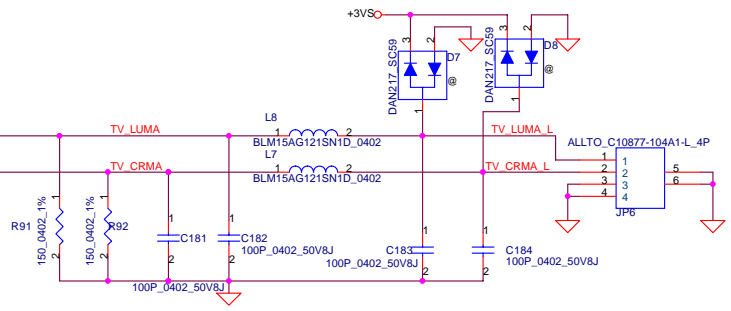 +3VS
3
2
D7
DAN217_SC59
@
1
3
2
D8
DAN217_SC59
@
1
TV_LUMA
L8
1
2
BLM15AG121SN1D_0402
TV_LUMA_L
ALLTO_C10877-104A1-L_4P
TV_CRMA
L7
1
2
BLM15AG121SN1D_0402
TV_CRMA_L
1
2
3
4
1
2
3
4
5
6
JP6
R91
1
150_0402_1%
2
R92
1
150_0402_1%
2
1
C181
2
100P_0402_50V8J
1
C182
100P_0402_50V8J
2
1
C183
2
100P_0402_50V8J
1
C184
100P_0402_50V8J
2